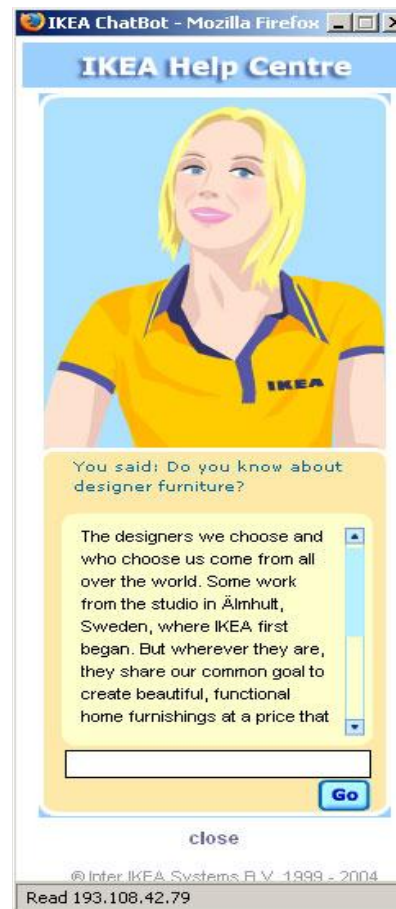 IKEA ChatBot - Mozilla Firefox
IKEA Help Centre
IKEA
You said: Do you know about
designer furniture?
The designers we choose and
who choose us come from all
over the world. Some work
from the studio in Älmhult,
Sweden, where IKEA first
began. But wherever they are,
they share our common goal to
create beautiful, functional
home furnishings at a price that
Go
close
® Inter IKEA Systems B.V. 1999 - 2004
Read 193.108.42.79